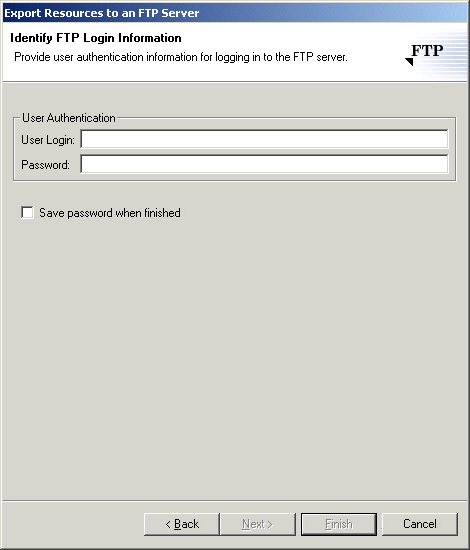 Export Resources to an FTP Server
Identify FTP Login Information
Provide user authentication information for logging in to the FTP server.
FTP
User Authentication
User Login:
Password:
Save password when finished
< Back
Next >
Finish
Cancel